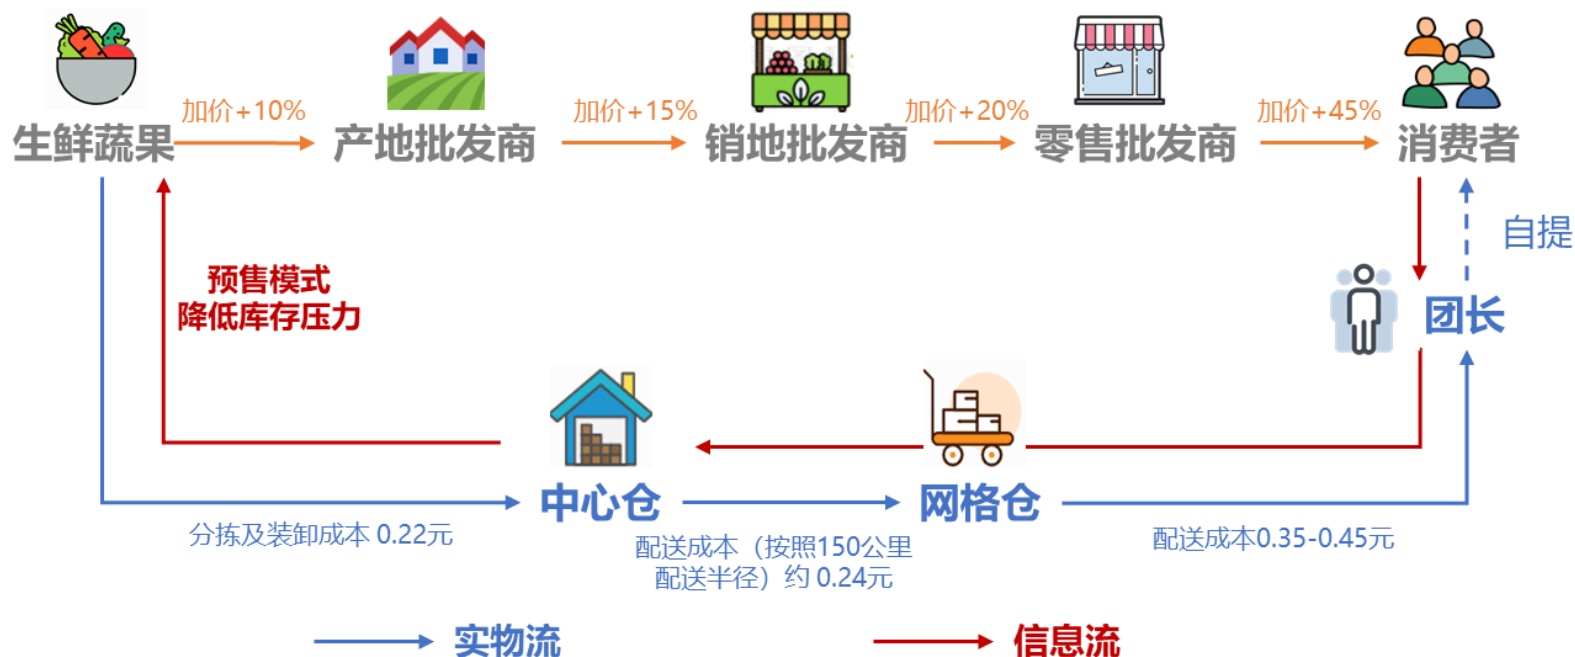 加价+10%
加价+15%
加价+20%
加价+45%
生鲜蔬果
产地批发商
销地批发商
零售批发商
消费者
自提
预售模式
降低库存压力
团长
中心仓
网格仓
分拣及装卸成本 0.22元
配送成本（按照150公里
配送半径）约 0.24元
配送成本0.35-0.45元
实物流
信息流